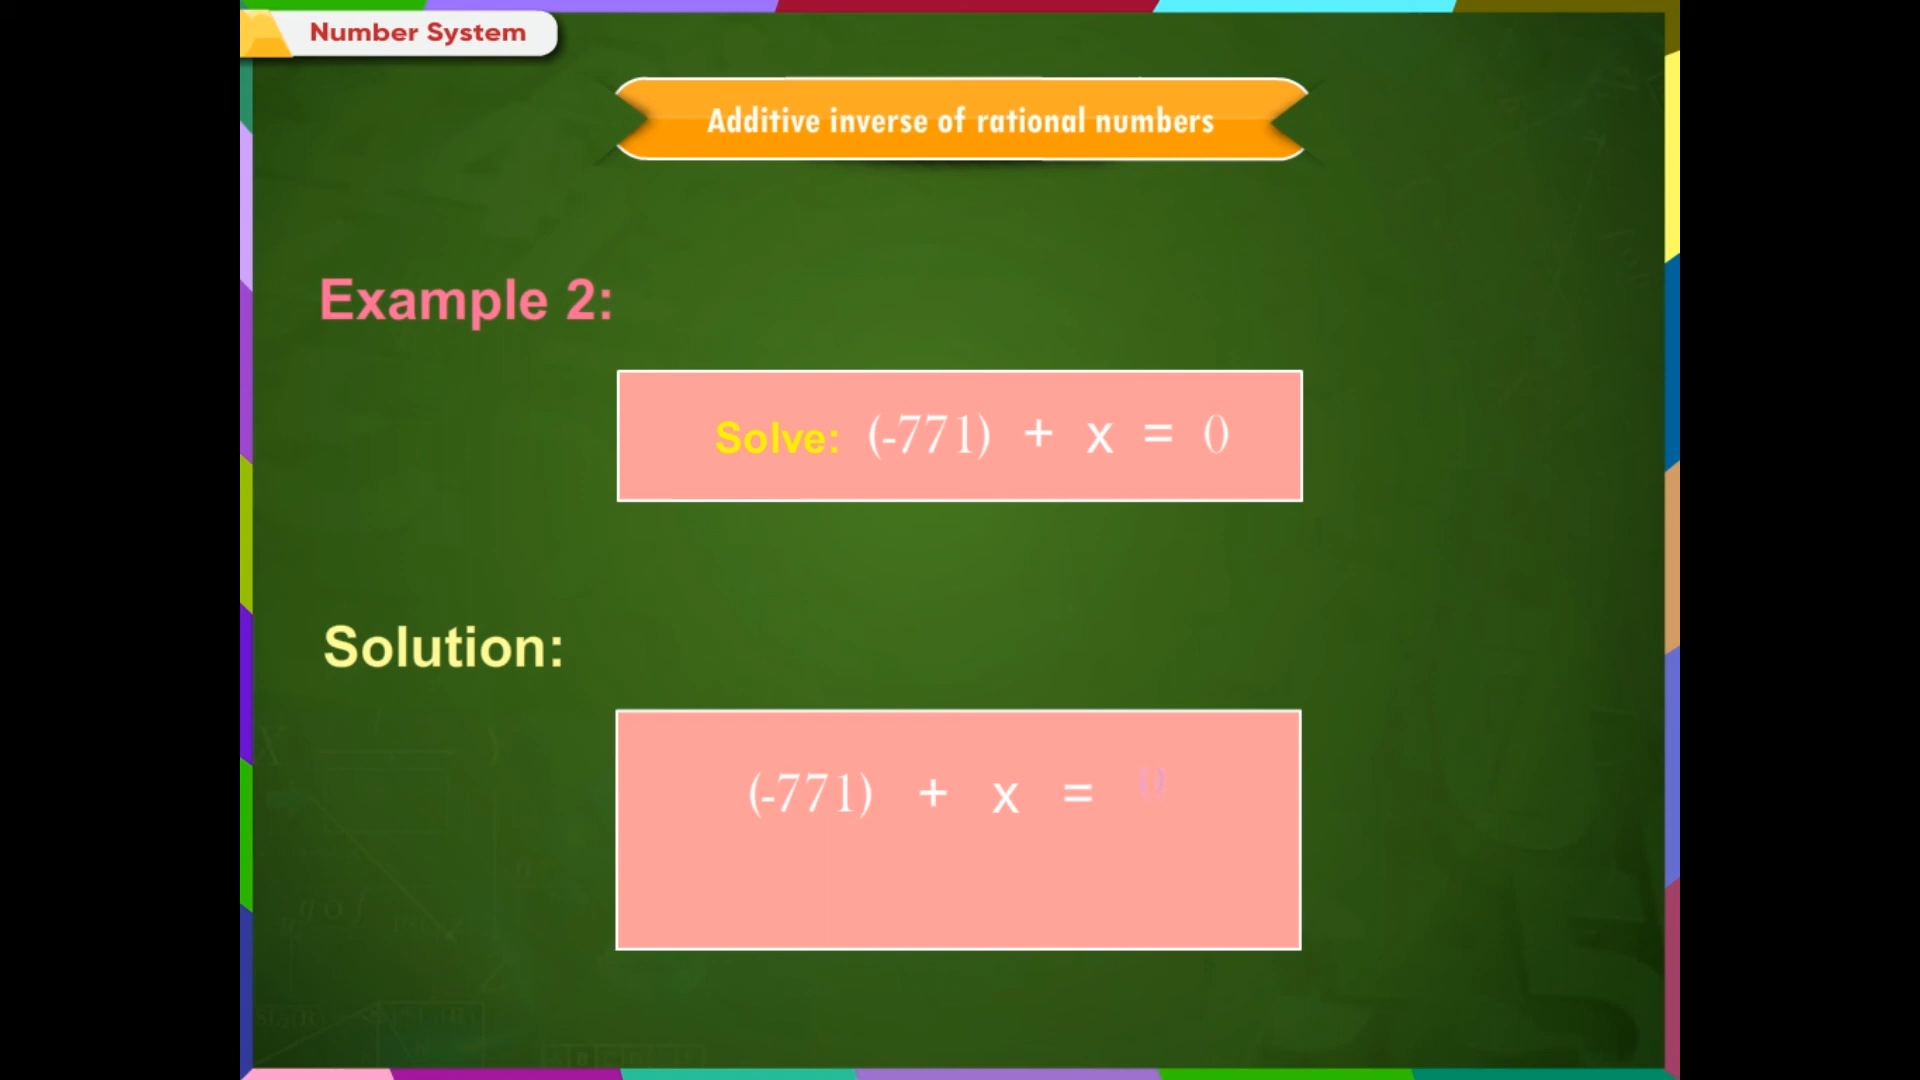 Number System
Additive inverse of rational numbers
Example 2:
Solve: (-771) + x = 0
Solution:
(-771) + x =